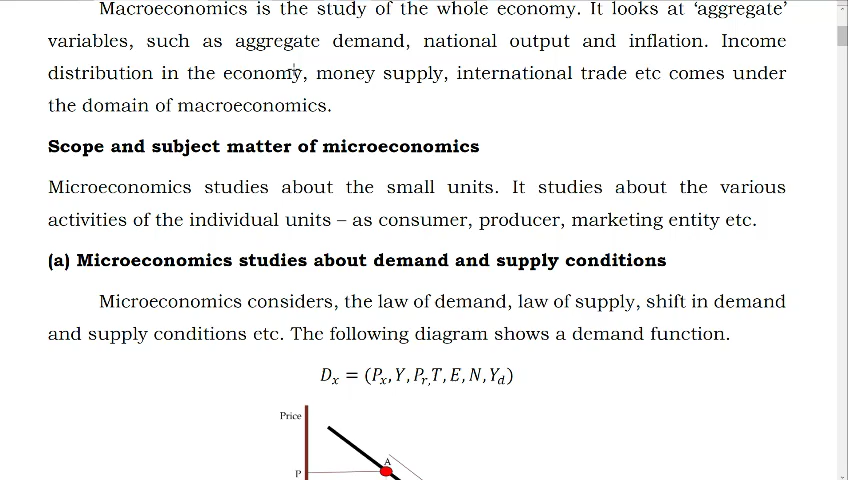 Macroeconomics is the study of the whole economy. It looks at ‘aggregate’
variables, such as aggregate demand, national output and inflation. Income
distribution in the economy, money supply, international trade etc comes under
the domain of macroeconomics.
Scope and subject matter of microeconomics
Microeconomics studies about the small units. It studies about the various
activities of the individual units – as consumer, producer, marketing entity etc.
(a) Microeconomics studies about demand and supply conditions
Microeconomics considers, the law of demand, law of supply, shift in demand
and supply conditions etc. The following diagram shows a demand function.
Dₓ = (Pₓ, Y, Pᵣ, T, E, N, Y_d)
Price
A
P